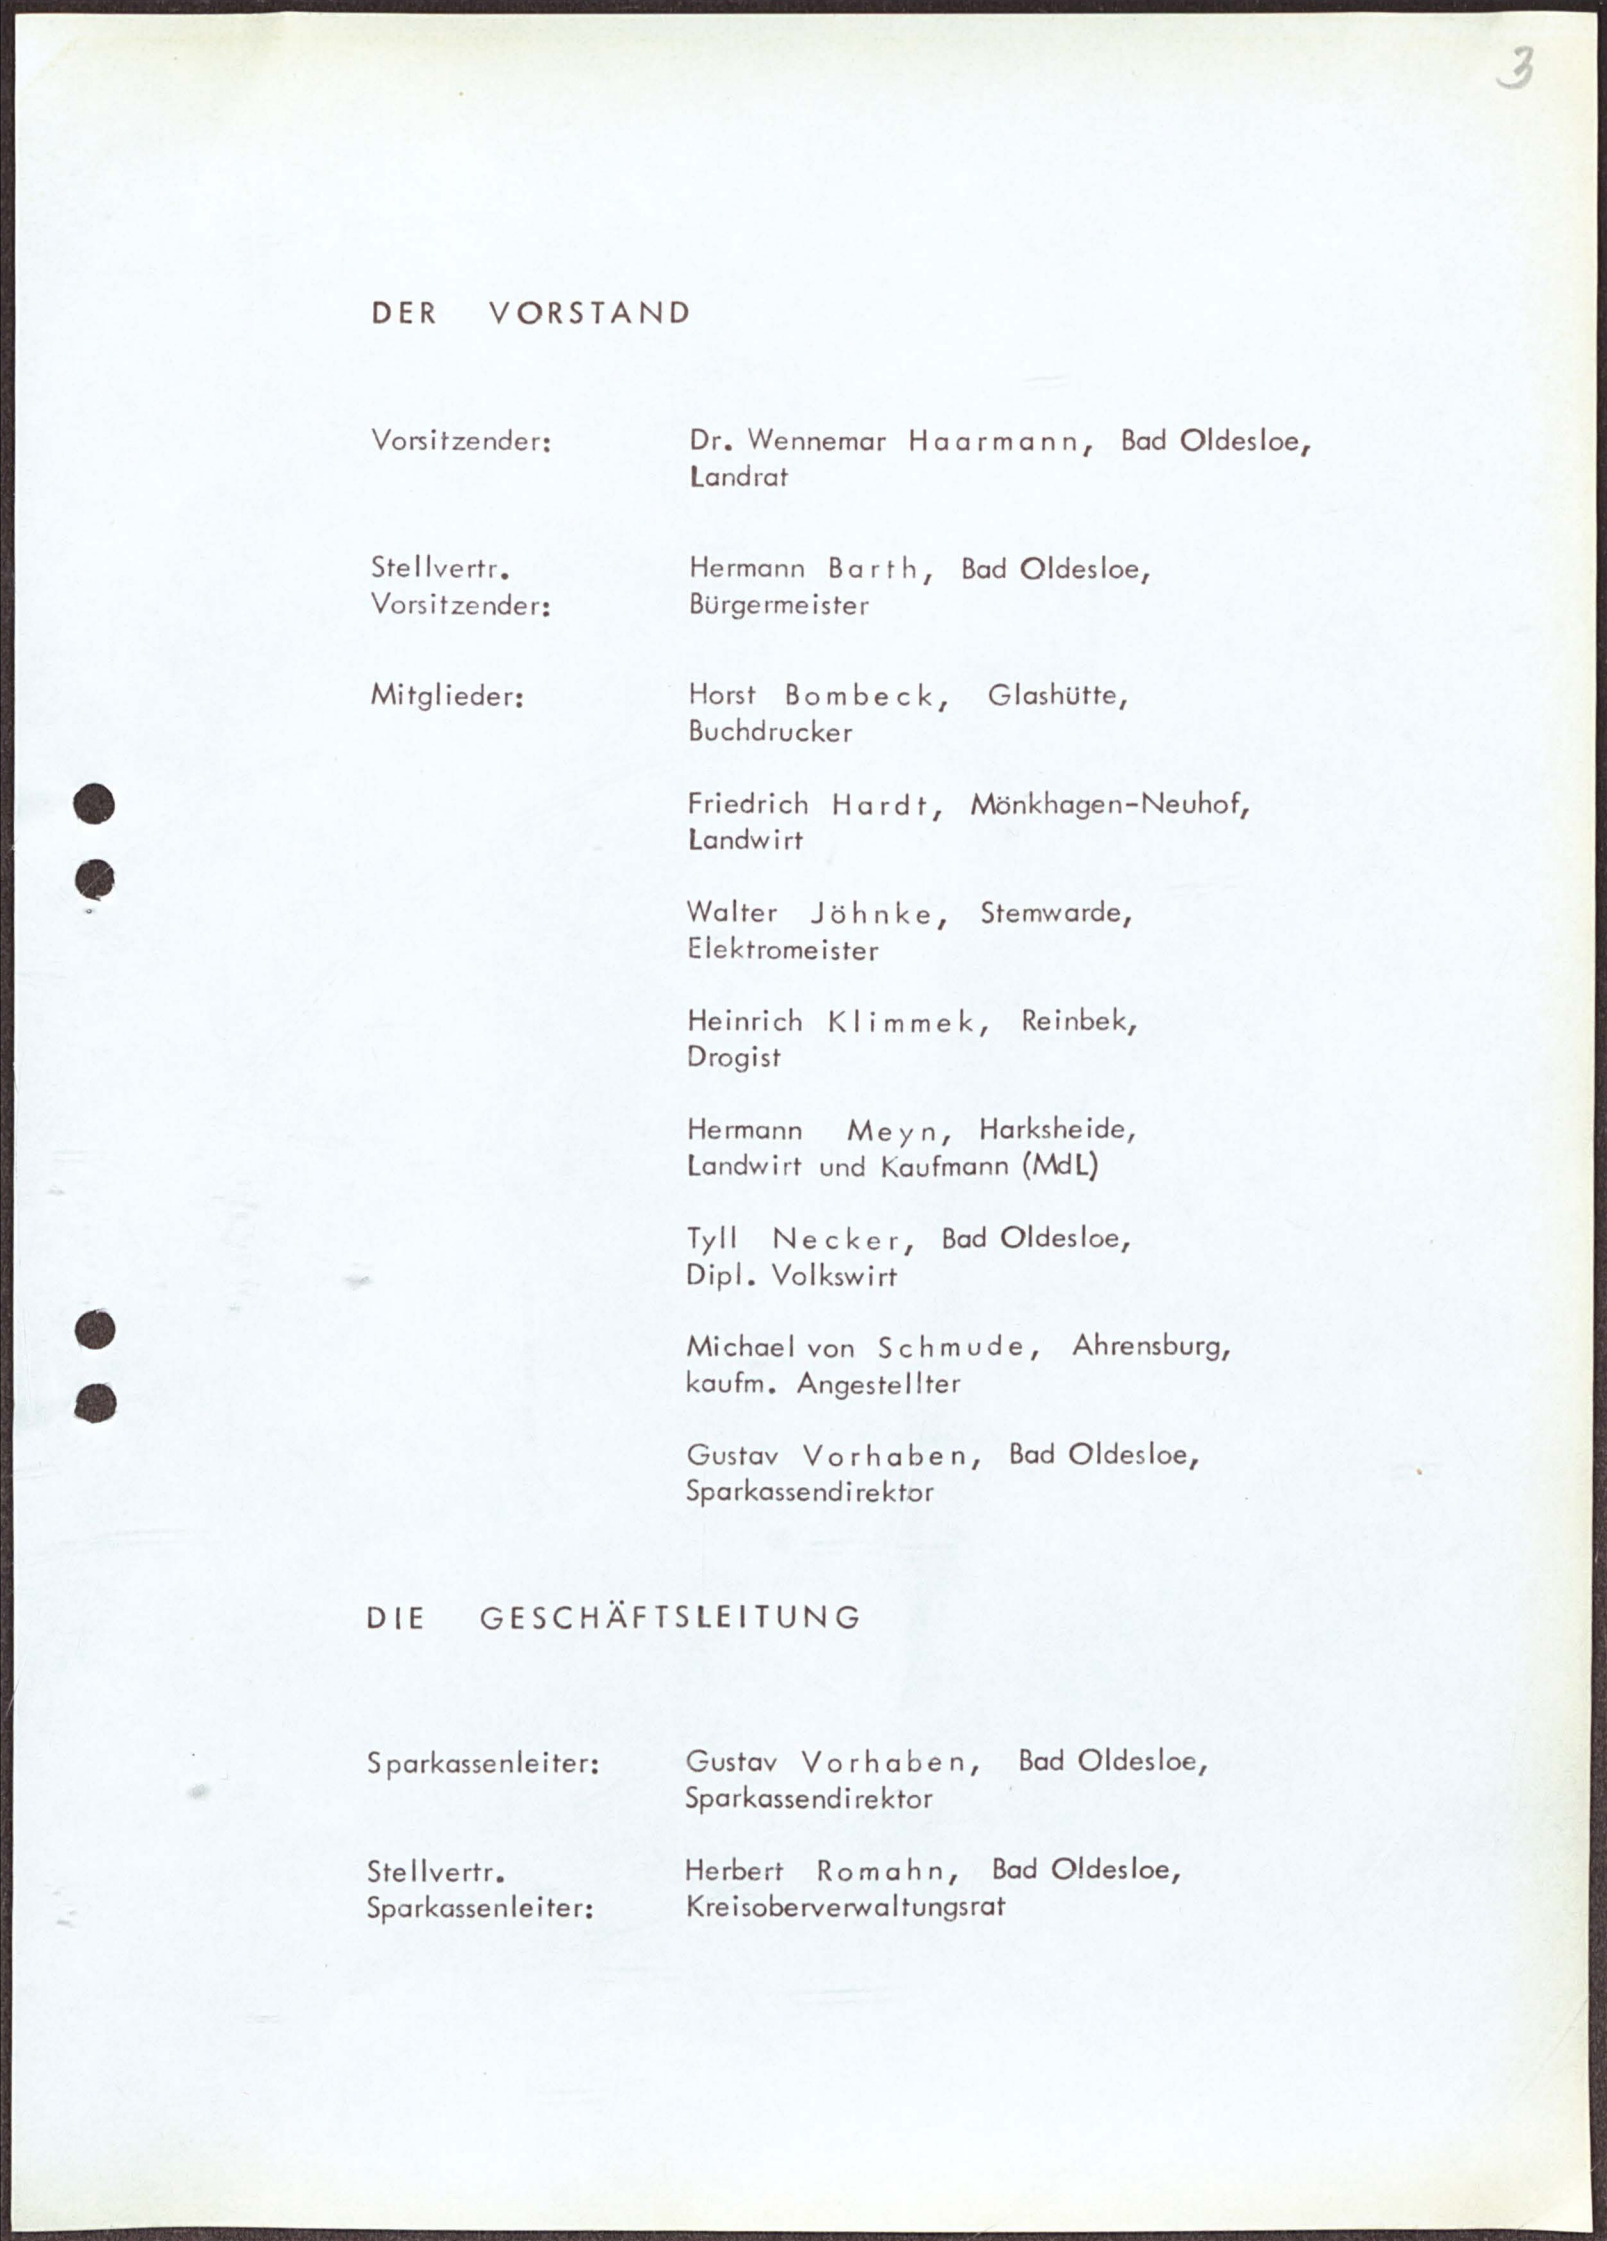 3
DER VORSTAND
Vorsitzender: Dr. Wennemar Haarmann, Bad Oldesloe,
Landrat
Stellvertr. Hermann Barth, Bad Oldesloe,
Vorsitzender: Bürgermeister
Mitglieder: Horst Bombeck, Glashütte,
Buchdrucker
Friedrich Hardt, Mönkhagen-Neuhof,
Landwirt
Walter Jöhnke, Stemwarde,
Elektromeister
Heinrich Klimmek, Reinbek,
Drogist
Hermann Meyn, Harksheide,
Landwirt und Kaufmann (MdL)
Tyll Necker, Bad Oldesloe,
Dipl. Volkswirt
Michael von Schmude, Ahrensburg,
kaufm. Angestellter
Gustav Vorhaben, Bad Oldesloe,
Sparkassendirektor
DIE GESCHÄFTSLEITUNG
Sparkassenleiter: Gustav Vorhaben, Bad Oldesloe,
Sparkassendirektor
Stellvertr. Herbert Romahn, Bad Oldesloe,
Sparkassenleiter: Kreisoberverwaltungsrat